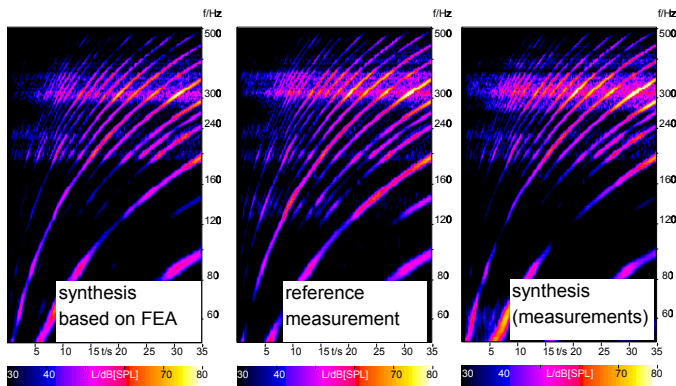 f/Hz f/Hz f/Hz
500 500 500
300 300 300
240 240 240
160 160 160
120 120 120
80 80 80
synthesis reference synthesis
based on FEA measurement (measurements)
60 60 60
5 10 15 t/s 20 25 30 35 5 10 15 t/s 20 25 30 35 5 10 15 t/s 20 25 30 35
30 40 L/dB[SPL] 70 80 30 40 L/dB[SPL] 70 80 30 40 L/dB[SPL] 70 80